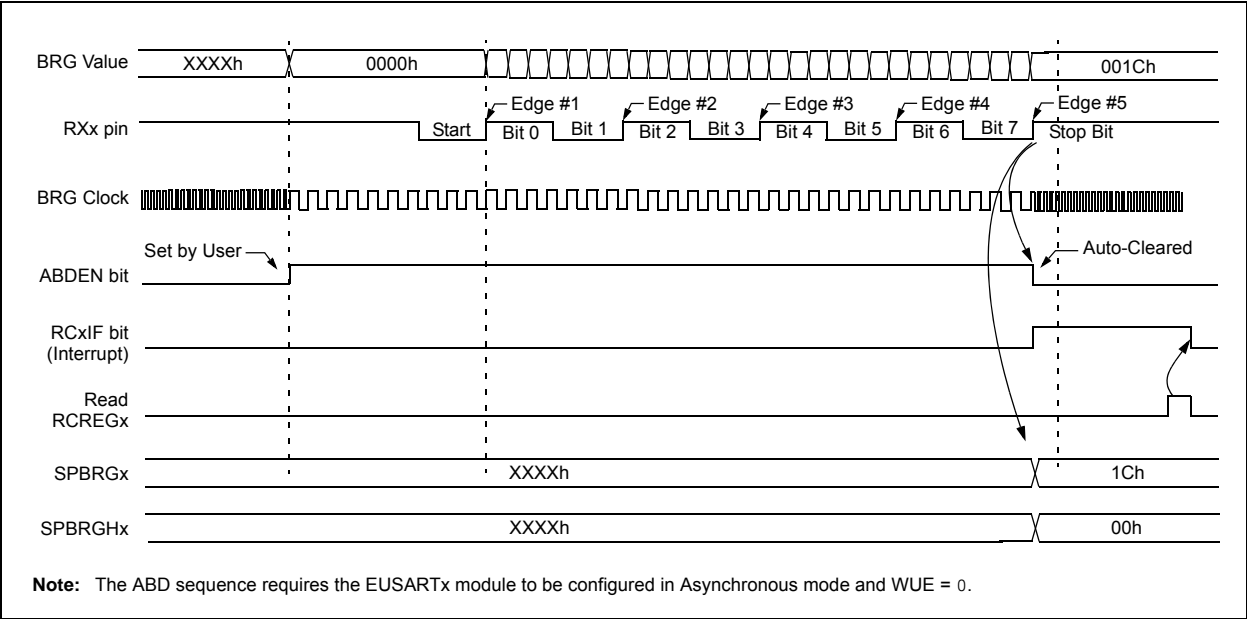 BRG Value XXXXh 0000h 001Ch
Edge #1 Edge #2 Edge #3 Edge #4 Edge #5
RXx pin Start Bit 0 Bit 1 Bit 2 Bit 3 Bit 4 Bit 5 Bit 6 Bit 7 Stop Bit
BRG Clock
Set by User Auto-Cleared
ABDEN bit
RCxIF bit
(Interrupt)
Read
RCREGx
SPBRGx XXXXh 1Ch
SPBRGHx XXXXh 00h
Note: The ABD sequence requires the EUSARTx module to be configured in Asynchronous mode and WUE = 0.